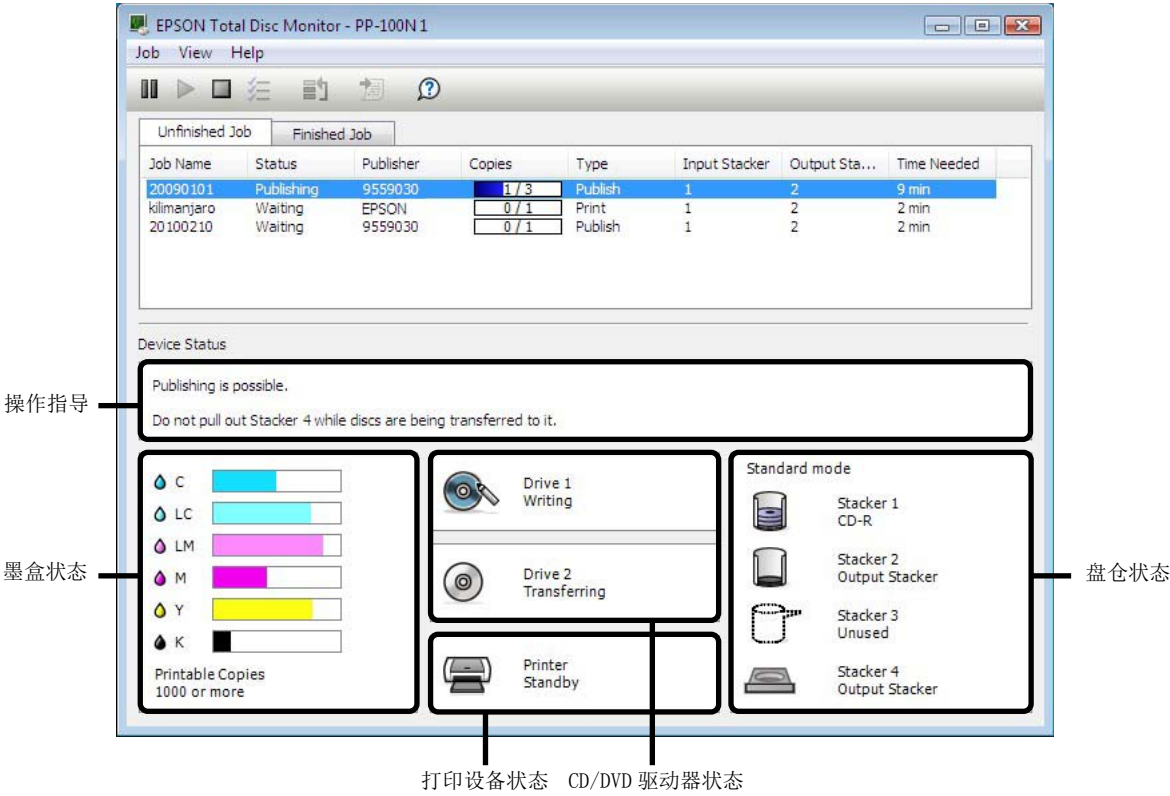 EPSON Total Disc Monitor - PP-100N 1
Job View Help
Unfinished Job Finished Job
Job Name Status Publisher Copies Type Input Stacker Output Sta... Time Needed
20090101 Publishing 9559030 1 / 3 Publish 1 2 9 min
kilimanjaro Waiting EPSON 0 / 1 Print 1 2 2 min
20100210 Waiting 9559030 0 / 1 Publish 1 2 2 min
Device Status
操作指导
Publishing is possible.
Do not pull out Stacker 4 while discs are being transferred to it.
墨盒状态
C
LC
LM
M
Y
K
Printable Copies
1000 or more
Drive 1
Writing
Drive 2
Transferring
Printer
Standby
Standard mode
Stacker 1
CD-R
Stacker 2
Output Stacker
Stacker 3
Unused
Stacker 4
Output Stacker
盘仓状态
打印设备状态 CD/DVD 驱动器状态